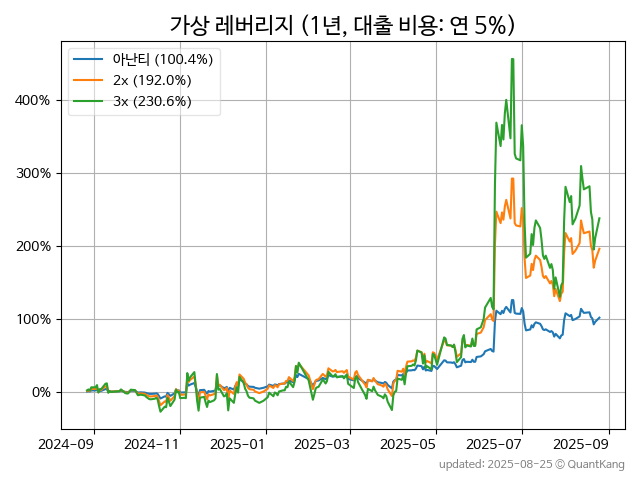 가상 레버리지 (1년, 대출 비용: 연 5%)
아난티 (100.4%)
2x (192.0%)
3x (230.6%)
400%
300%
200%
100%
0%
2024-09 2024-11 2025-01 2025-03 2025-05 2025-07 2025-09
updated: 2025-08-25 © QuantKang